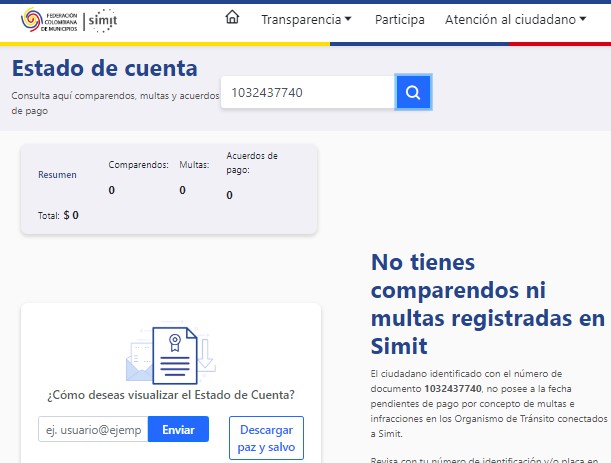 FEDERACIÓN
COLOMBIANA
DE MUNICIPIOS
simit
Transparencia
Participa
Atención al ciudadano
Estado de cuenta
Consulta aquí comparendos, multas y acuerdos
de pago
1032437740
Resumen
Comparendos:
0
Multas:
0
Acuerdos de
pago:
0
Total: $ 0
No tienes
comparendos ni
multas registradas en
Simit
El ciudadano identificado con el número de
documento 1032437740, no posee a la fecha
pendientes de pago por concepto de multas e
infracciones en los Organismo de Tránsito conectados
a Simit.
Revisa con tu número de identificación y/o placa en
¿Cómo deseas visualizar el Estado de Cuenta?
ej. usuario@ejemp
Enviar
Descargar
paz y salvo